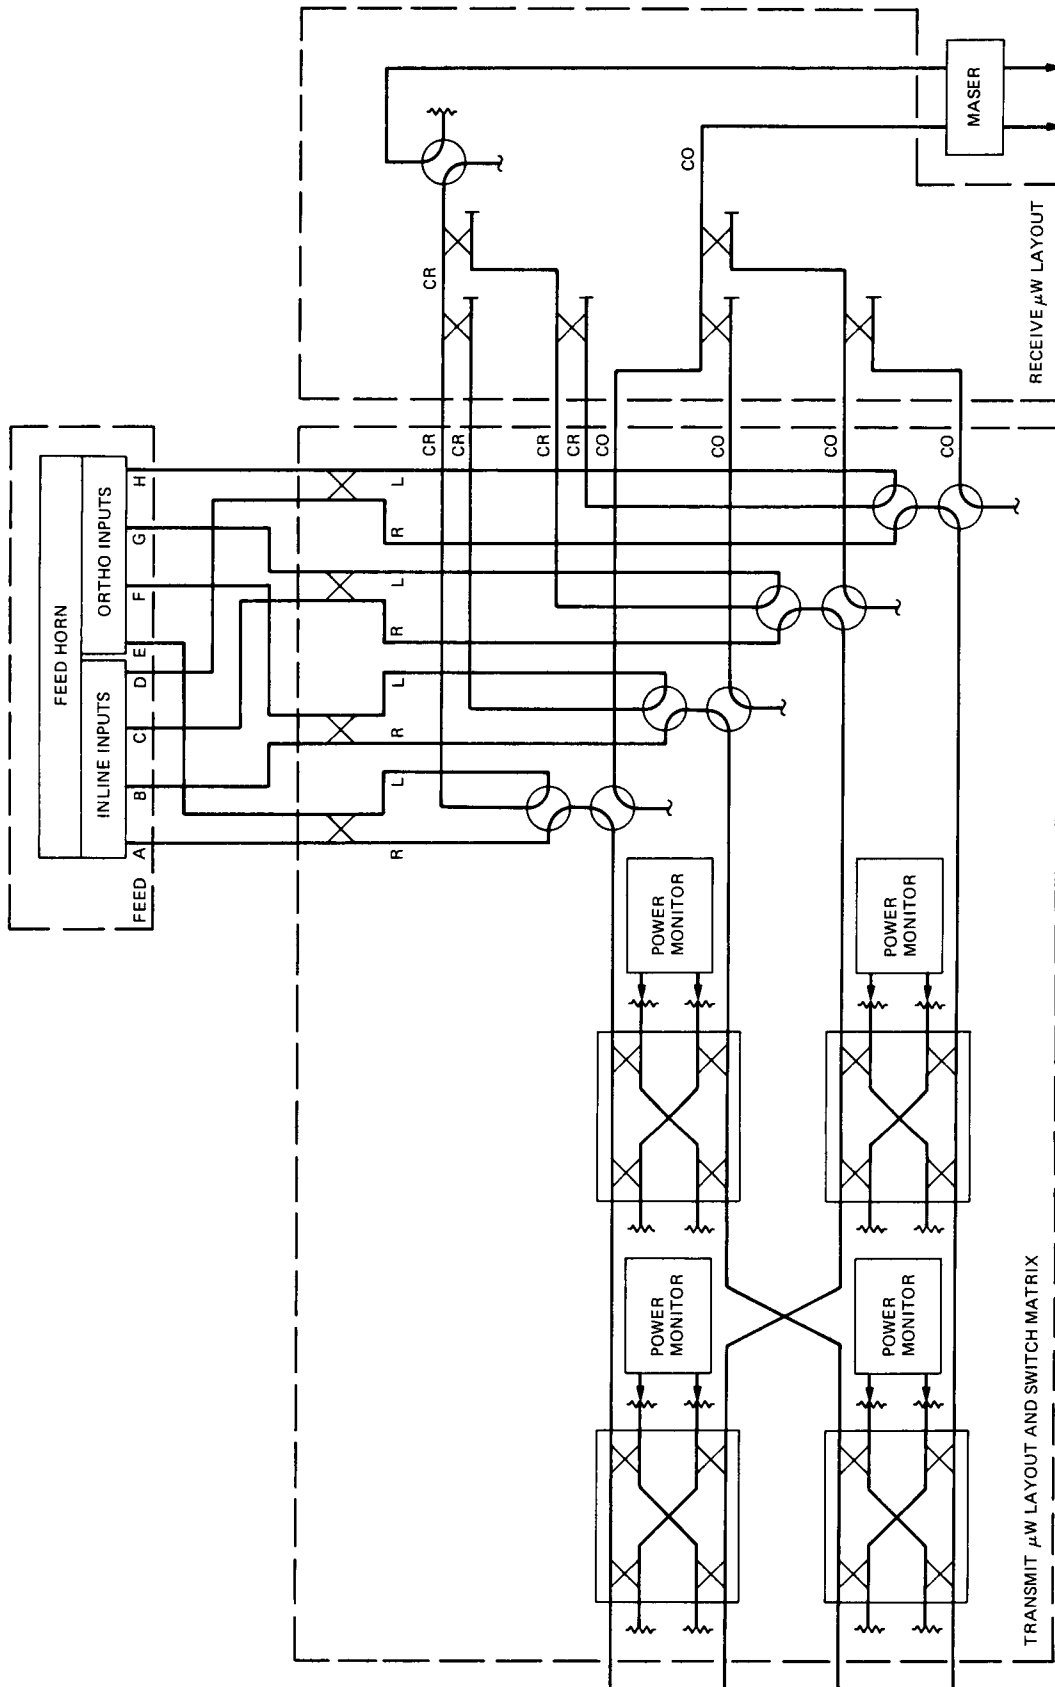 FEED HORN
INLINE INPUTS
ORTHO INPUTS
FEED
A
B
C
D
E
F
G
H
R
L
R
L
R
L
R
L
CR
CR
CR
CR
CO
CO
CO
CO
CR
CO
MASER
RECEIVE μW LAYOUT
POWER
MONITOR
POWER
MONITOR
POWER
MONITOR
POWER
MONITOR
TRANSMIT μW LAYOUT AND SWITCH MATRIX